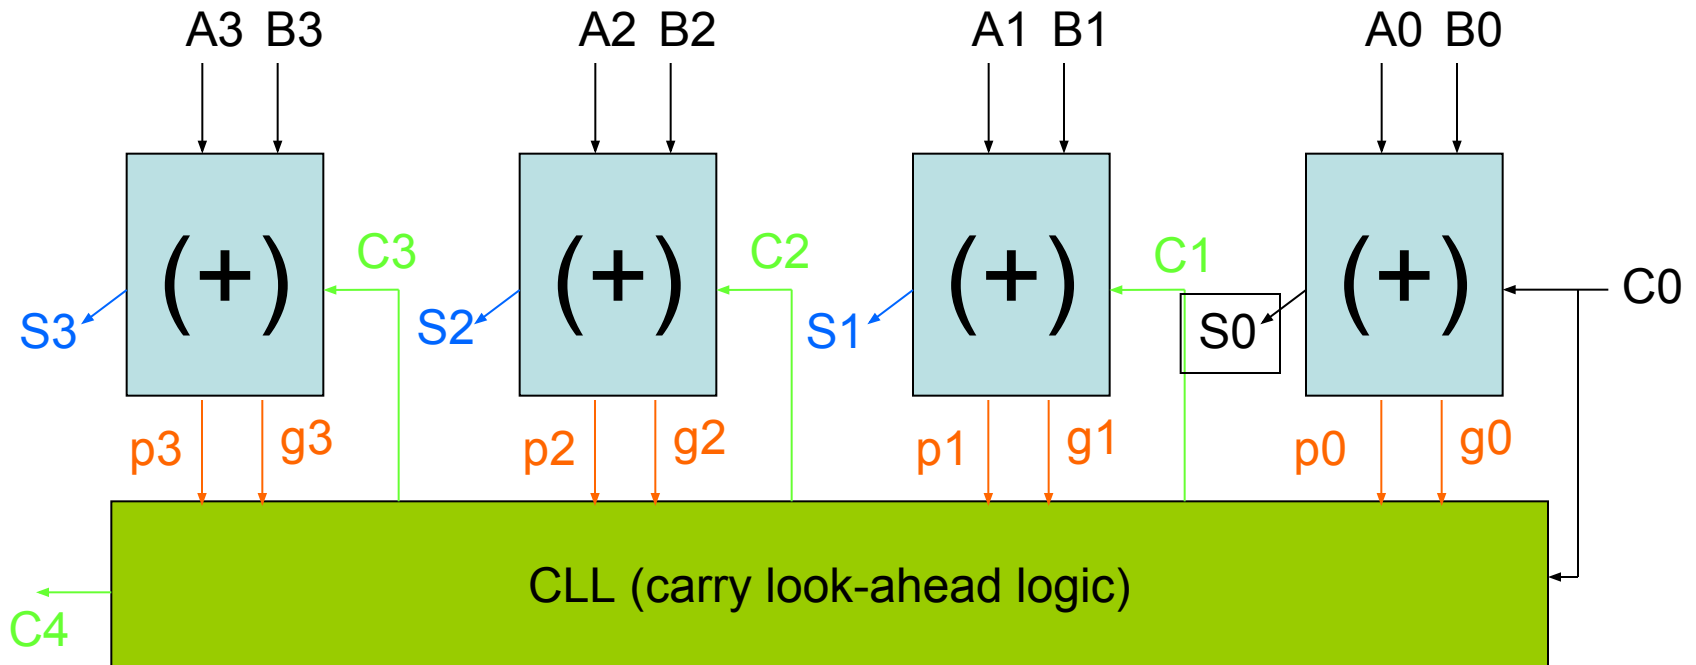 A3 B3 A2 B2 A1 B1 A0 B0
(+) (+) (+) (+)
C3 C2 C1 C0
S3 S2 S1 S0
p3 g3 p2 g2 p1 g1 p0 g0
CLL (carry look-ahead logic)
C4